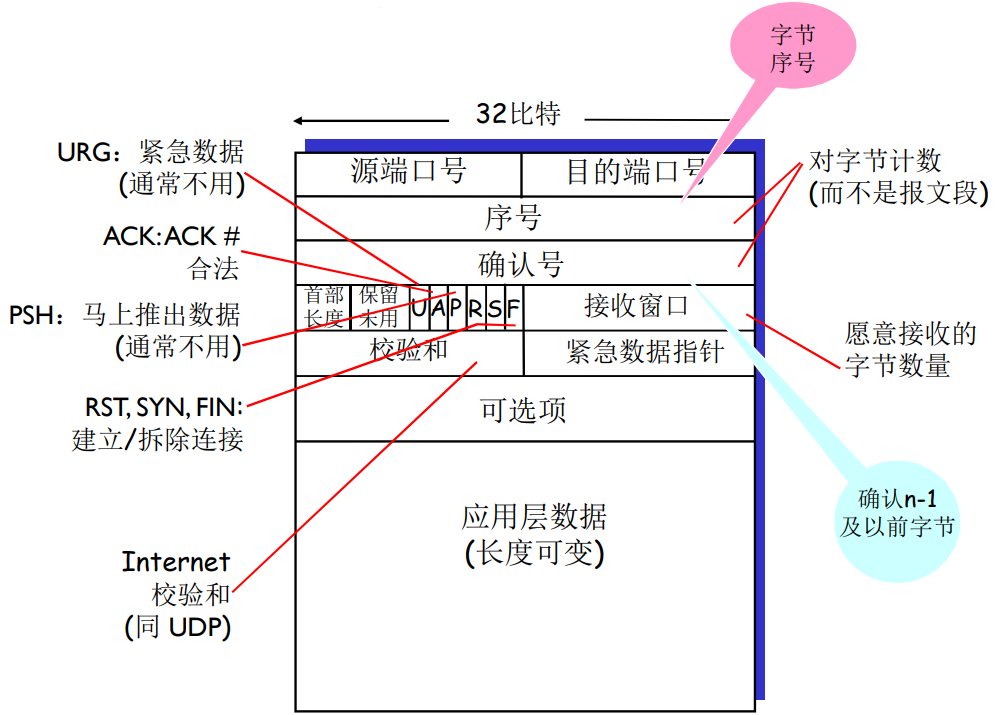 字节
序号
32比特
URG：紧急数据
(通常不用)
源端口号
目的端口号
对字节计数
(而不是报文段)
序号
ACK:ACK #
合法
确认号
首部
长度
保留
未用
U A P R S F
接收窗口
PSH：马上推出数据
(通常不用)
愿意接收的
字节数量
校验和
紧急数据指针
RST, SYN, FIN:
建立/拆除连接
可选项
确认n-1
及以前字节
应用层数据
(长度可变)
Internet
校验和
(同 UDP)